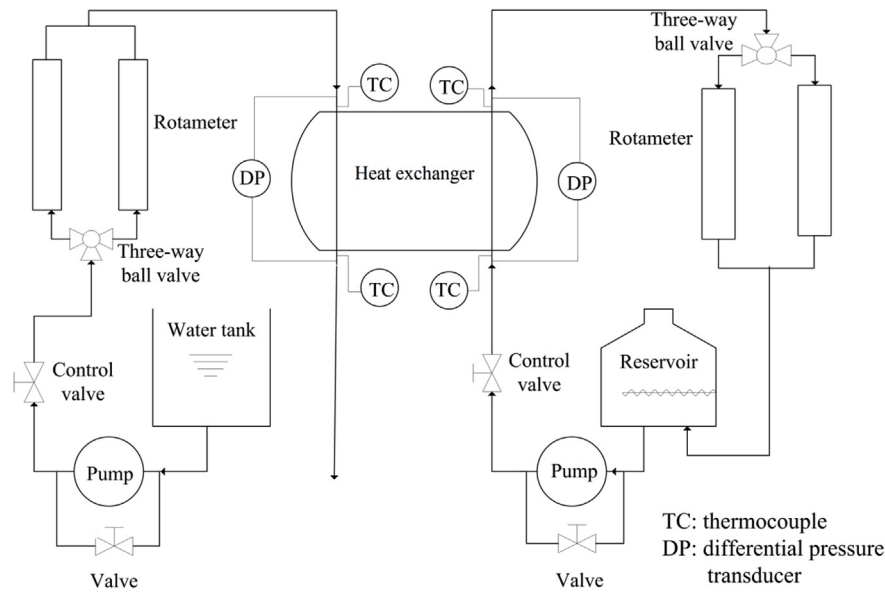 Three-way
ball valve
TC
TC
Rotameter
Rotameter
DP
Heat exchanger
DP
Three-way
ball valve
TC
TC
Water tank
Control
valve
Control
valve
Reservoir
Pump
Pump
Valve
Valve
TC: thermocouple
DP: differential pressure
transducer